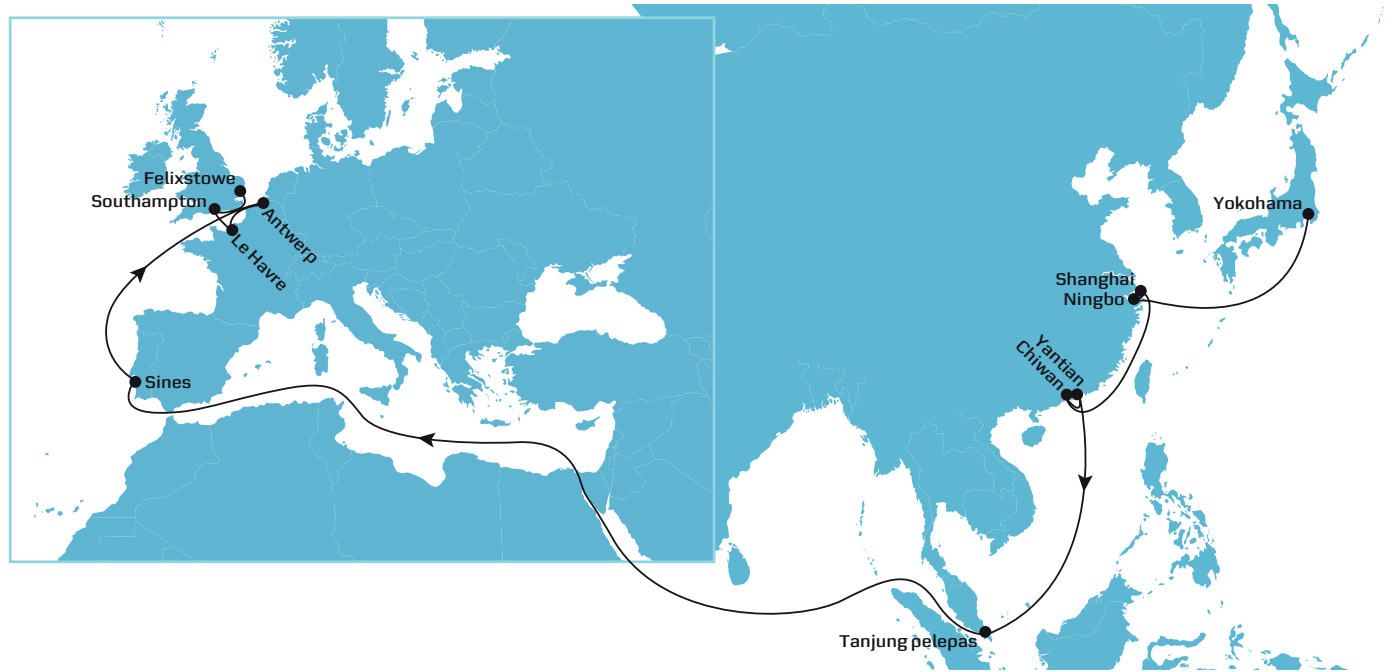 Felixstowe
Southampton
Antwerp
Le Havre
Sines
Yokohama
Shanghai
Ningbo
Yantian
Chiwan
Tanjung pelepas